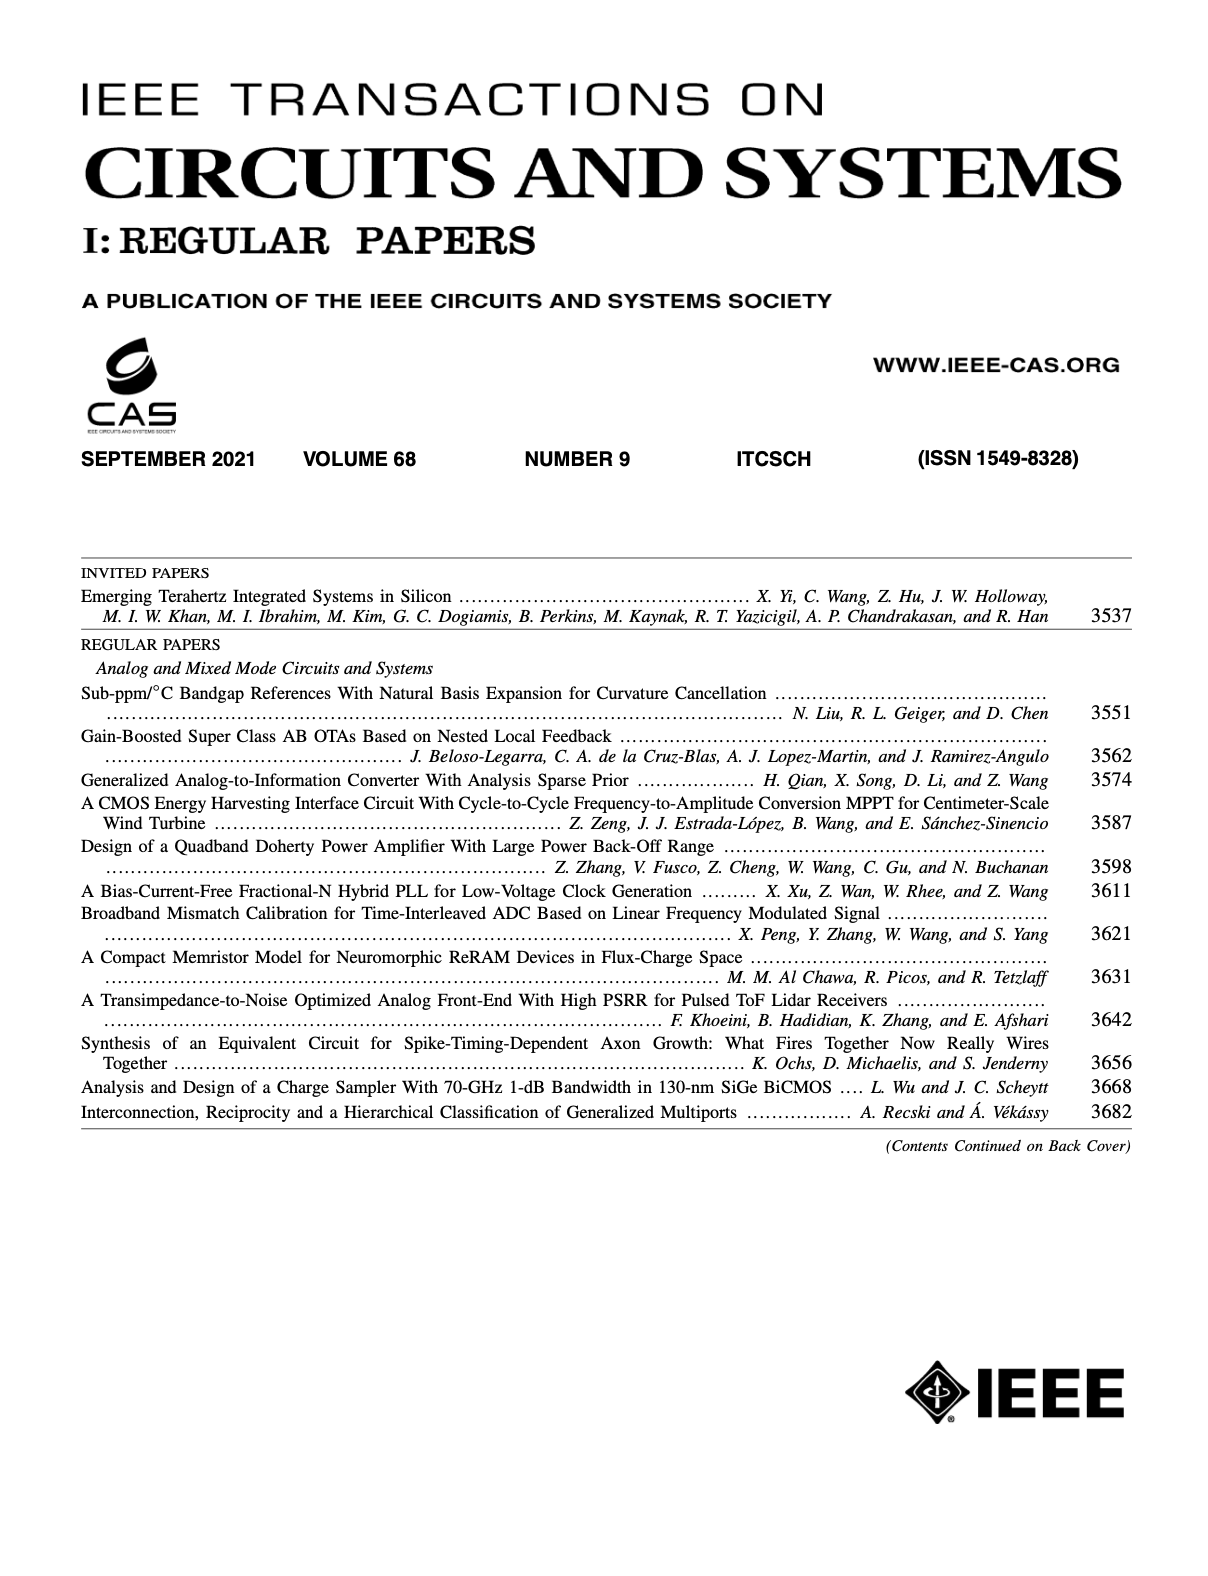 IEEE TRANSACTIONS ON
CIRCUITS AND SYSTEMS
I: REGULAR PAPERS
A PUBLICATION OF THE IEEE CIRCUITS AND SYSTEMS SOCIETY
WWW.IEEE-CAS.ORG
CAS
IEEE CIRCUITS AND SYSTEMS SOCIETY
SEPTEMBER 2021 VOLUME 68 NUMBER 9 ITCSCH (ISSN 1549-8328)
INVITED PAPERS
Emerging Terahertz Integrated Systems in Silicon ............................................... X. Yi, C. Wang, Z. Hu, J. W. Holloway,
M. I. W. Khan, M. I. Ibrahim, M. Kim, G. C. Dogiamis, B. Perkins, M. Kaynak, R. T. Yazicigil, A. P. Chandrakasan, and R. Han 3537
REGULAR PAPERS
Analog and Mixed Mode Circuits and Systems
Sub-ppm/°C Bandgap References With Natural Basis Expansion for Curvature Cancellation ............................................
.............................................................................................................. N. Liu, R. L. Geiger, and D. Chen 3551
Gain-Boosted Super Class AB OTAs Based on Nested Local Feedback .....................................................................
................................................ J. Beloso-Legarra, C. A. de la Cruz-Blas, A. J. Lopez-Martin, and J. Ramirez-Angulo 3562
Generalized Analog-to-Information Converter With Analysis Sparse Prior ................... H. Qian, X. Song, D. Li, and Z. Wang 3574
A CMOS Energy Harvesting Interface Circuit With Cycle-to-Cycle Frequency-to-Amplitude Conversion MPPT for Centimeter-Scale
Wind Turbine ........................................................ Z. Zeng, J. J. Estrada-López, B. Wang, and E. Sánchez-Sinencio 3587
Design of a Quadband Doherty Power Amplifier With Large Power Back-Off Range ....................................................
....................................................................... Z. Zhang, V. Fusco, Z. Cheng, W. Wang, C. Gu, and N. Buchanan 3598
A Bias-Current-Free Fractional-N Hybrid PLL for Low-Voltage Clock Generation ......... X. Xu, Z. Wan, W. Rhee, and Z. Wang 3611
Broadband Mismatch Calibration for Time-Interleaved ADC Based on Linear Frequency Modulated Signal ..........................
..................................................................................................... X. Peng, Y. Zhang, W. Wang, and S. Yang 3621
A Compact Memristor Model for Neuromorphic ReRAM Devices in Flux-Charge Space ................................................
................................................................................................... M. M. Al Chawa, R. Picos, and R. Tetzlaff 3631
A Transimpedance-to-Noise Optimized Analog Front-End With High PSRR for Pulsed ToF Lidar Receivers ........................
.......................................................................................... F. Khoeini, B. Hadidian, K. Zhang, and E. Afshari 3642
Synthesis of an Equivalent Circuit for Spike-Timing-Dependent Axon Growth: What Fires Together Now Really Wires
Together ............................................................................................ K. Ochs, D. Michaelis, and S. Jenderny 3656
Analysis and Design of a Charge Sampler With 70-GHz 1-dB Bandwidth in 130-nm SiGe BiCMOS .... L. Wu and J. C. Scheytt 3668
Interconnection, Reciprocity and a Hierarchical Classification of Generalized Multiports ................. A. Recski and Á. Vékássy 3682
(Contents Continued on Back Cover)
IEEE
®